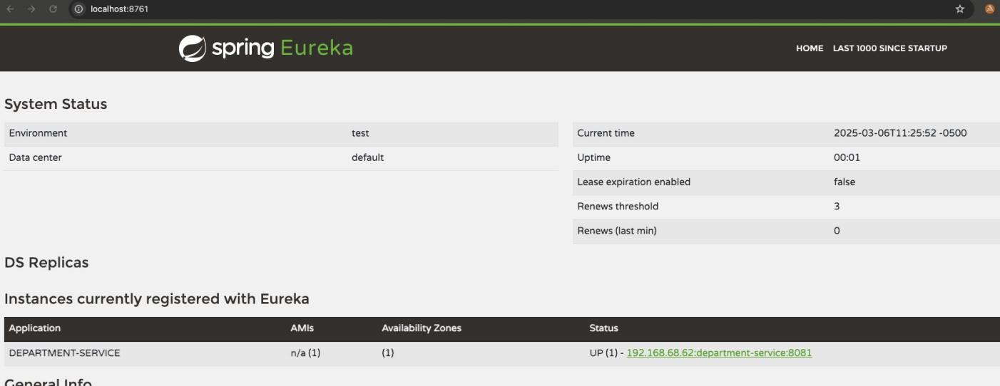 localhost:8761
spring Eureka
HOME LAST 1000 SINCE STARTUP
System Status
Environment test
Data center default
Current time 2025-03-06T11:25:52 -0500
Uptime 00:01
Lease expiration enabled false
Renews threshold 3
Renews (last min) 0
DS Replicas
Instances currently registered with Eureka
Application AMIs Availability Zones Status
DEPARTMENT-SERVICE n/a (1) (1) UP (1) - 192.168.68.62:department-service:8081
General Info